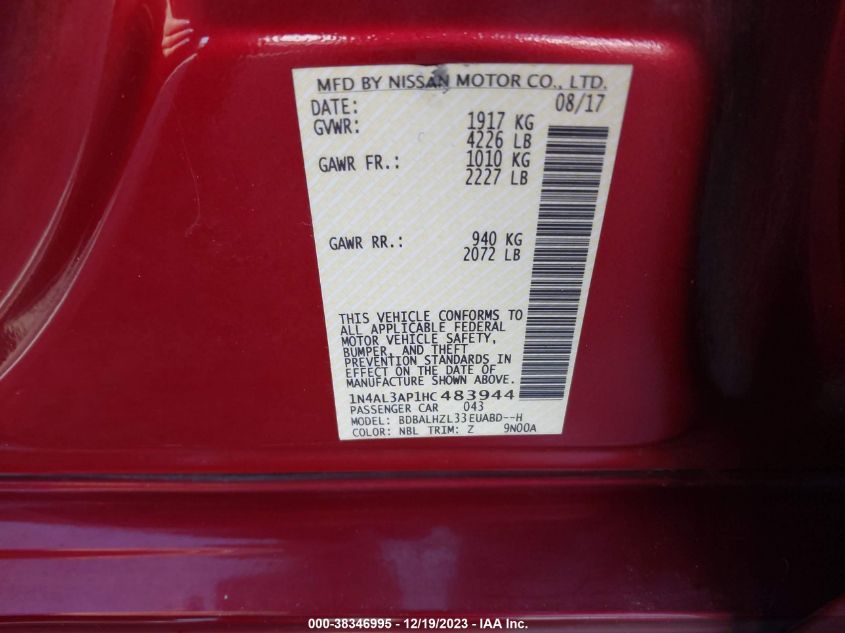 MFD BY NISSAN MOTOR CO., LTD.
DATE: 08/17
GVWR: 1917 KG
4226 LB
GAWR FR.: 1010 KG
2227 LB
GAWR RR.: 940 KG
2072 LB
THIS VEHICLE CONFORMS TO
ALL APPLICABLE FEDERAL
MOTOR VEHICLE SAFETY,
BUMPER, AND THEFT
PREVENTION STANDARDS IN
EFFECT ON THE DATE OF
MANUFACTURE SHOWN ABOVE.
1N4AL3AP1HC483944
PASSENGER CAR 043
MODEL: BDBALHZL33EUABD--H
COLOR: NBL TRIM: Z 9N00A
000-38346995 - 12/19/2023 - IAA Inc.